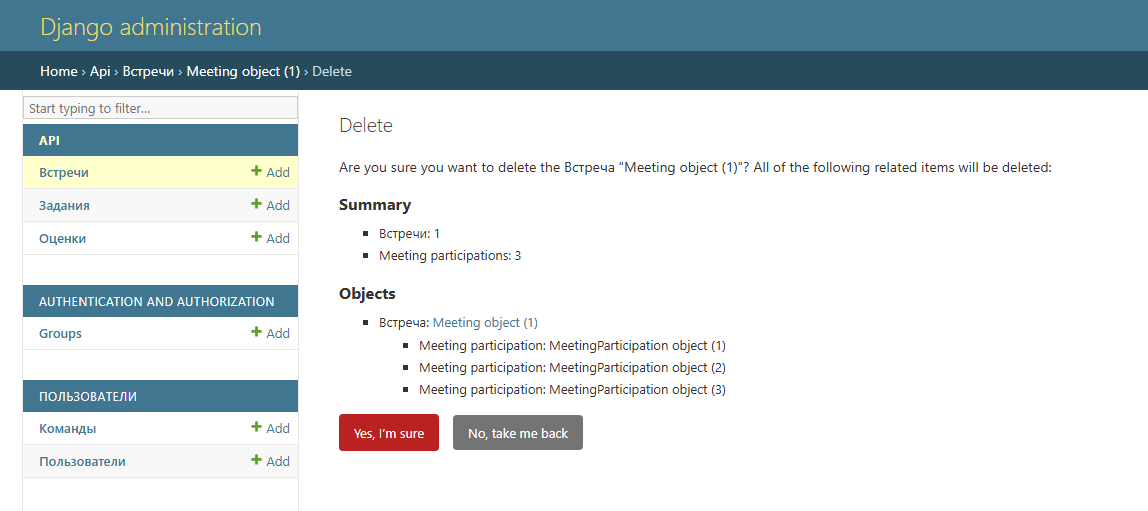 Django administration
Home › Api › Встречи › Meeting object (1) › Delete
Start typing to filter...
API
Встречи Add
Задания Add
Оценки Add
AUTHENTICATION AND AUTHORIZATION
Groups Add
ПОЛЬЗОВАТЕЛИ
Команды Add
Пользователи Add
Delete
Are you sure you want to delete the Встреча "Meeting object (1)"? All of the following related items will be deleted:
Summary
Встречи: 1
Meeting participations: 3
Objects
Встреча: Meeting object (1)
Meeting participation: MeetingParticipation object (1)
Meeting participation: MeetingParticipation object (2)
Meeting participation: MeetingParticipation object (3)
Yes, I'm sure
No, take me back